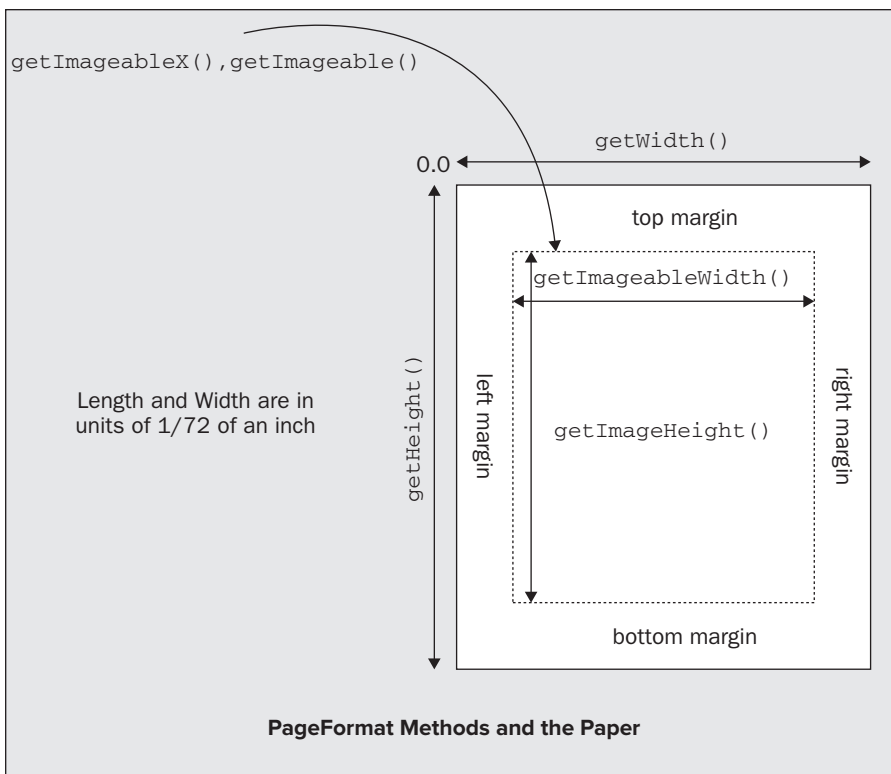 getImageableX(),getImageable()
getWidth()
0.0
top margin
getImageableWidth()
getHeight()
left margin
right margin
Length and Width are in
units of 1/72 of an inch
getImageHeight()
bottom margin
PageFormat Methods and the Paper